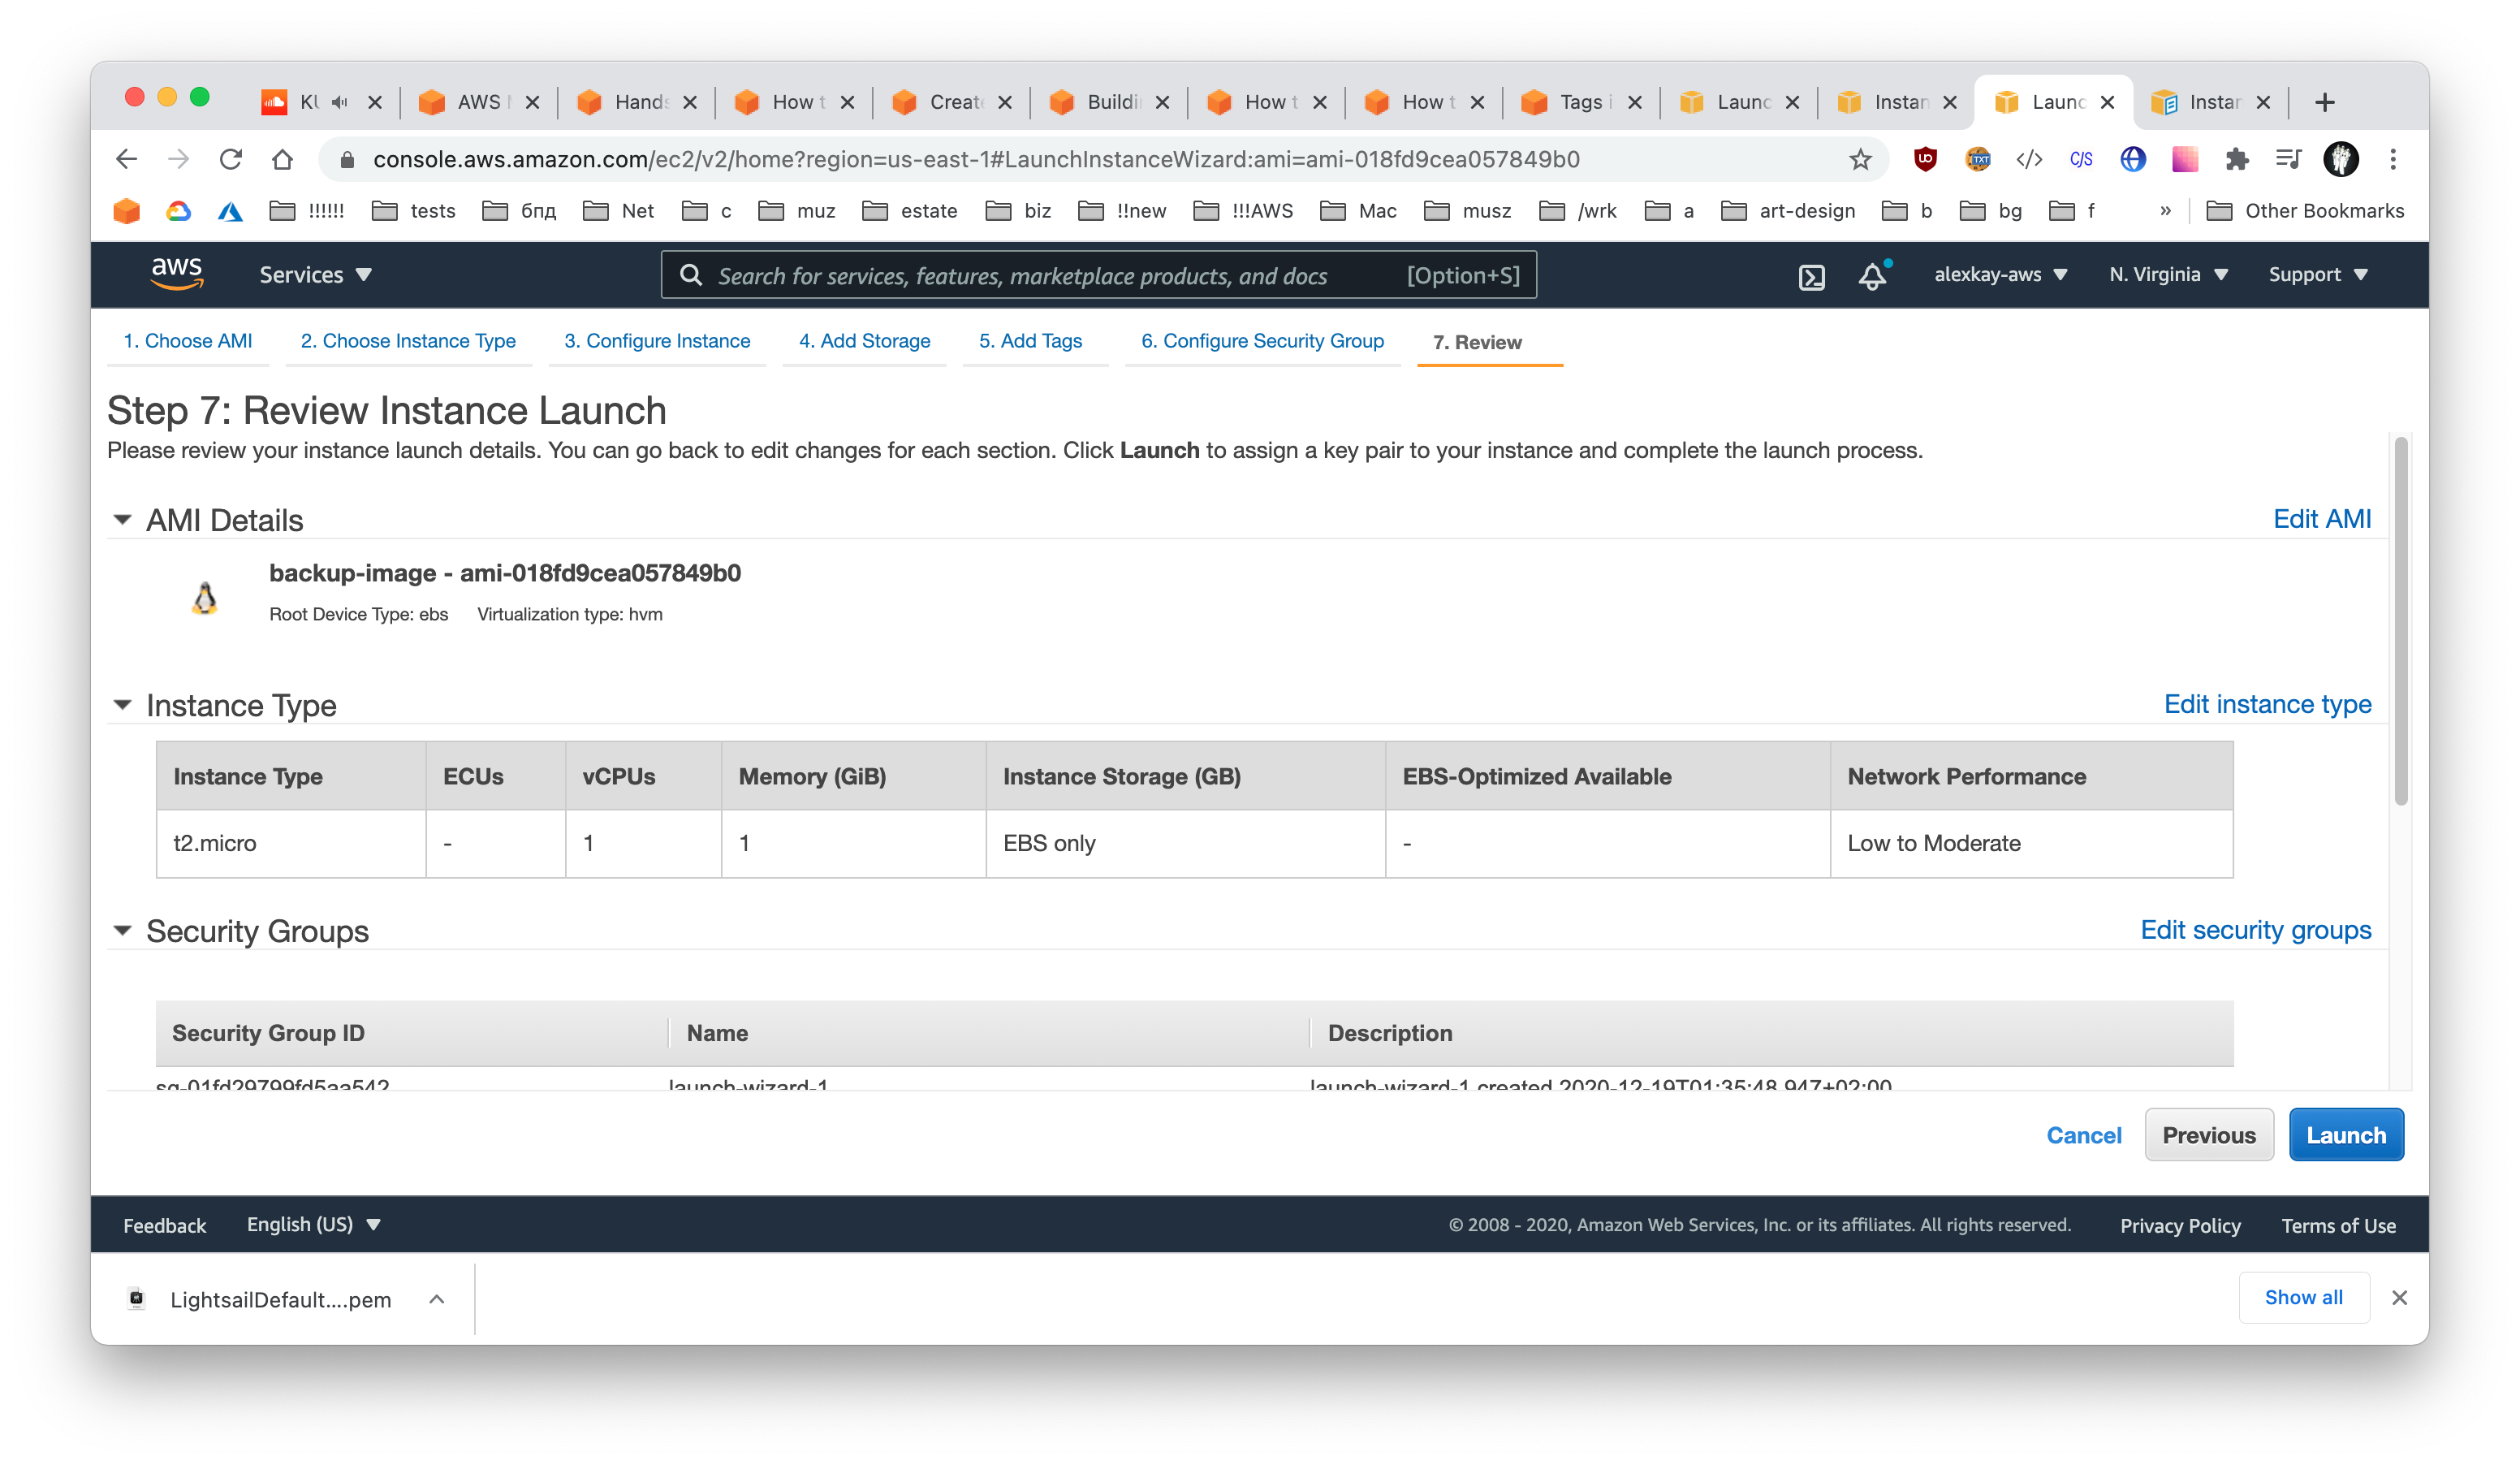 KU AWS Hands How t Create Buildi How t How t Tags i Launc Instan Launc Instan
console.aws.amazon.com/ec2/v2/home?region=us-east-1#LaunchInstanceWizard:ami=ami-018fd9cea057849b0
!!!!!! tests бпд Net c muz estate biz !!new !!!AWS Mac musz /wrk a art-design b bg f » Other Bookmarks
aws Services Search for services, features, marketplace products, and docs [Option+S] alexkay-aws N. Virginia Support
1. Choose AMI 2. Choose Instance Type 3. Configure Instance 4. Add Storage 5. Add Tags 6. Configure Security Group 7. Review
Step 7: Review Instance Launch
Please review your instance launch details. You can go back to edit changes for each section. Click Launch to assign a key pair to your instance and complete the launch process.
AMI Details Edit AMI
backup-image - ami-018fd9cea057849b0
Root Device Type: ebs Virtualization type: hvm
Instance Type Edit instance type
Instance Type ECUs vCPUs Memory (GiB) Instance Storage (GB) EBS-Optimized Available Network Performance
t2.micro - 1 1 EBS only - Low to Moderate
Security Groups Edit security groups
Security Group ID Name Description
sg-01fd29799fd5aa542 launch-wizard-1 launch-wizard-1 created 2020-12-19T01:35:48.947+02:00
Cancel Previous Launch
Feedback English (US) © 2008 - 2020, Amazon Web Services, Inc. or its affiliates. All rights reserved. Privacy Policy Terms of Use
LightsailDefault....pem Show all